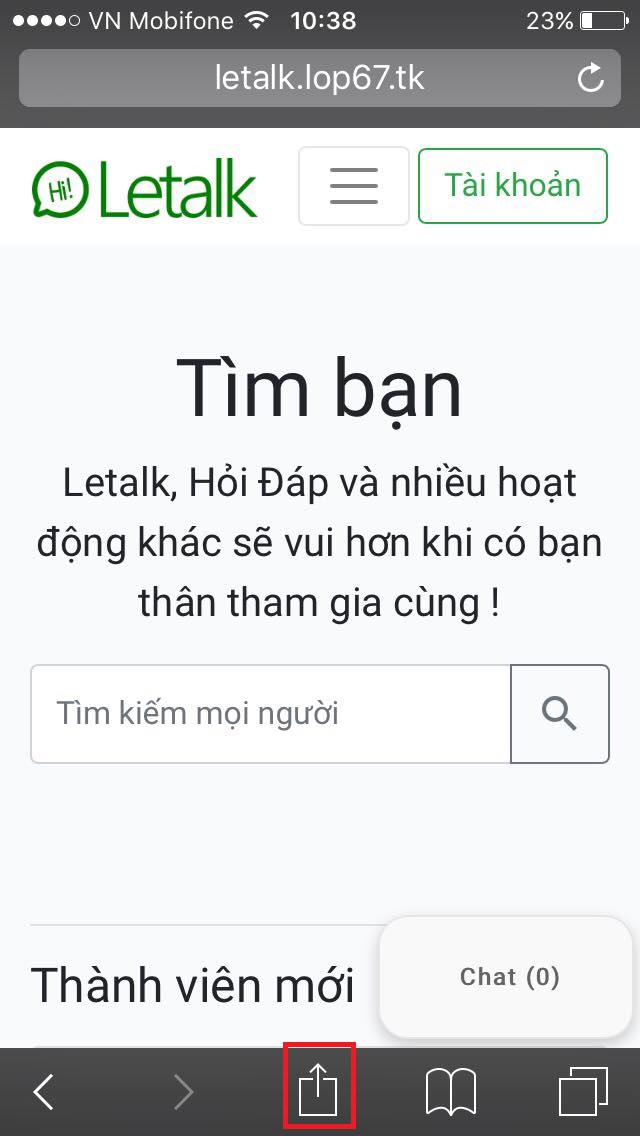 VN Mobifone 10:38 23%
letalk.lop67.tk
Hi! Letalk Tài khoản
Tìm bạn
Letalk, Hỏi Đáp và nhiều hoạt
động khác sẽ vui hơn khi có bạn
thân tham gia cùng !
Tìm kiếm mọi người
Chat (0)
Thành viên mới